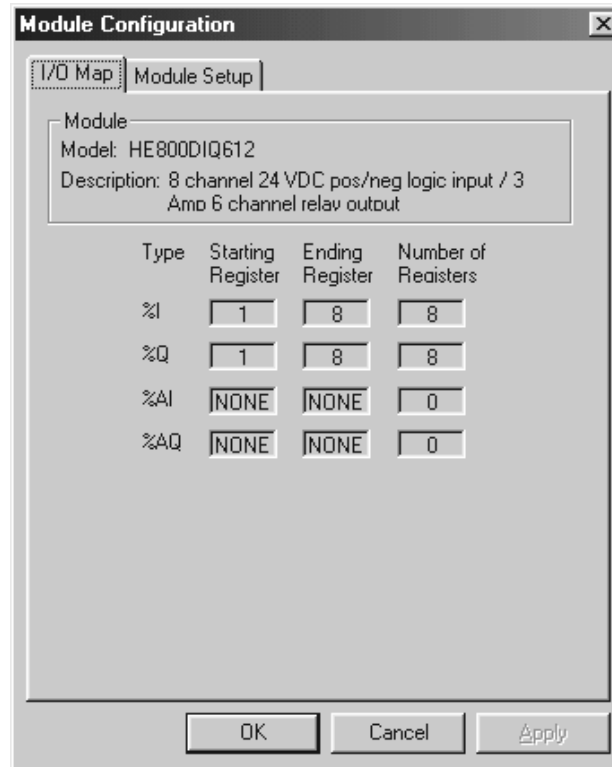 Module Configuration
I/O Map Module Setup
Module
Model: HE800DIQ612
Description: 8 channel 24 VDC pos/neg logic input / 3
Amp 6 channel relay output
Type Starting Register Ending Register Number of Registers
%I 1 8 8
%Q 1 8 8
%AI NONE NONE 0
%AQ NONE NONE 0
OK Cancel Apply